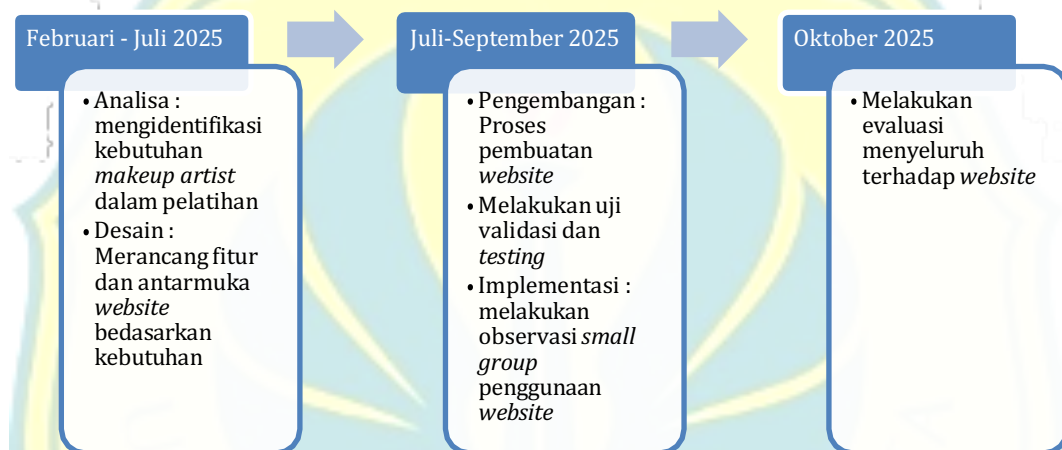 Februari - Juli 2025
• Analisa :
mengidentifikasi
kebutuhan
makeup artist
dalam pelatihan
• Desain :
Merancang fitur
dan antarmuka
website
bedasarkan
kebutuhan
Juli-September 2025
• Pengembangan :
Proses
pembuatan
website
• Melakukan uji
validasi dan
testing
• Implementasi :
melakukan
observasi small
group
penggunaan
website
Oktober 2025
• Melakukan
evaluasi
menyeluruh
terhadap website